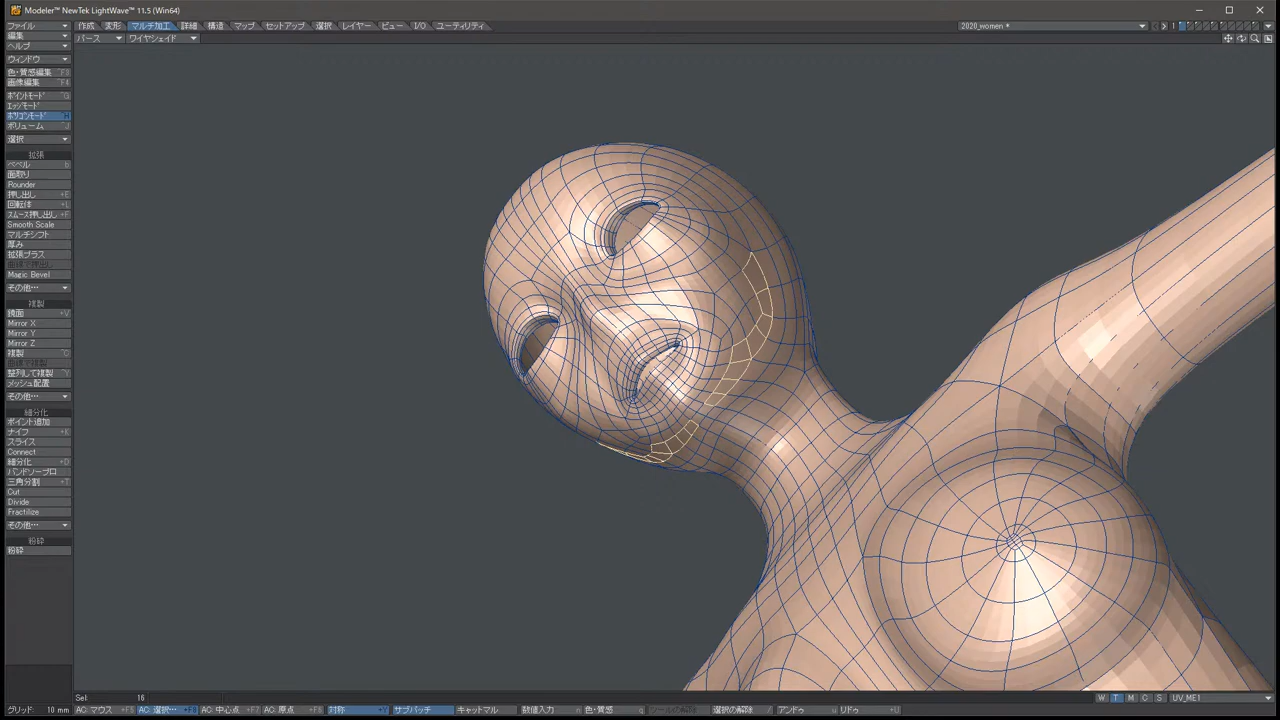 Modeler™ NewTek LightWave™ 11.5 (Win64)
ファイル 作成 変形 マルチ加工 詳細 構造 マップ セットアップ 選択 レイヤー ビュー I/O ユーティリティ 2020_women * 1
編集 パース ワイヤシェイド
ヘルプ
ウィンドウ
色・質感編集 ^F3
画像編集 ^F4
ポイントモード ^G
エッジモード
ポリゴンモード ^H
ボリューム ^J
選択
拡張
ベベル b
面取り
Rounder
押し出し +E
回転体 +L
スムース押し出し +F
Smooth Scale
マルチシフト
厚み
拡張プラス
Magic Bevel
その他…
複製
鏡面 +V
Mirror X
Mirror Y
Mirror Z
複製 ^C
整列して複製 ^Y
メッシュ配置
その他…
細分化
ポイント追加
ナイフ +K
スライス
Connect
細分化 +D
バンドソープロ
三角分割 +T
Cut
Divide
Fractilize
その他…
粉砕
粉砕
Sel: 16 W T M C S UV_ME1
グリッド: 10 mm AC: マウス +F5 AC: 選択… +F8 AC: 中心点 +F7 AC: 原点 +F6 対称 +Y サブパッチ キャットマル 数値入力 n 色・質感 q ツールの解除 / 選択の解除 / アンドゥ u リドゥ +U